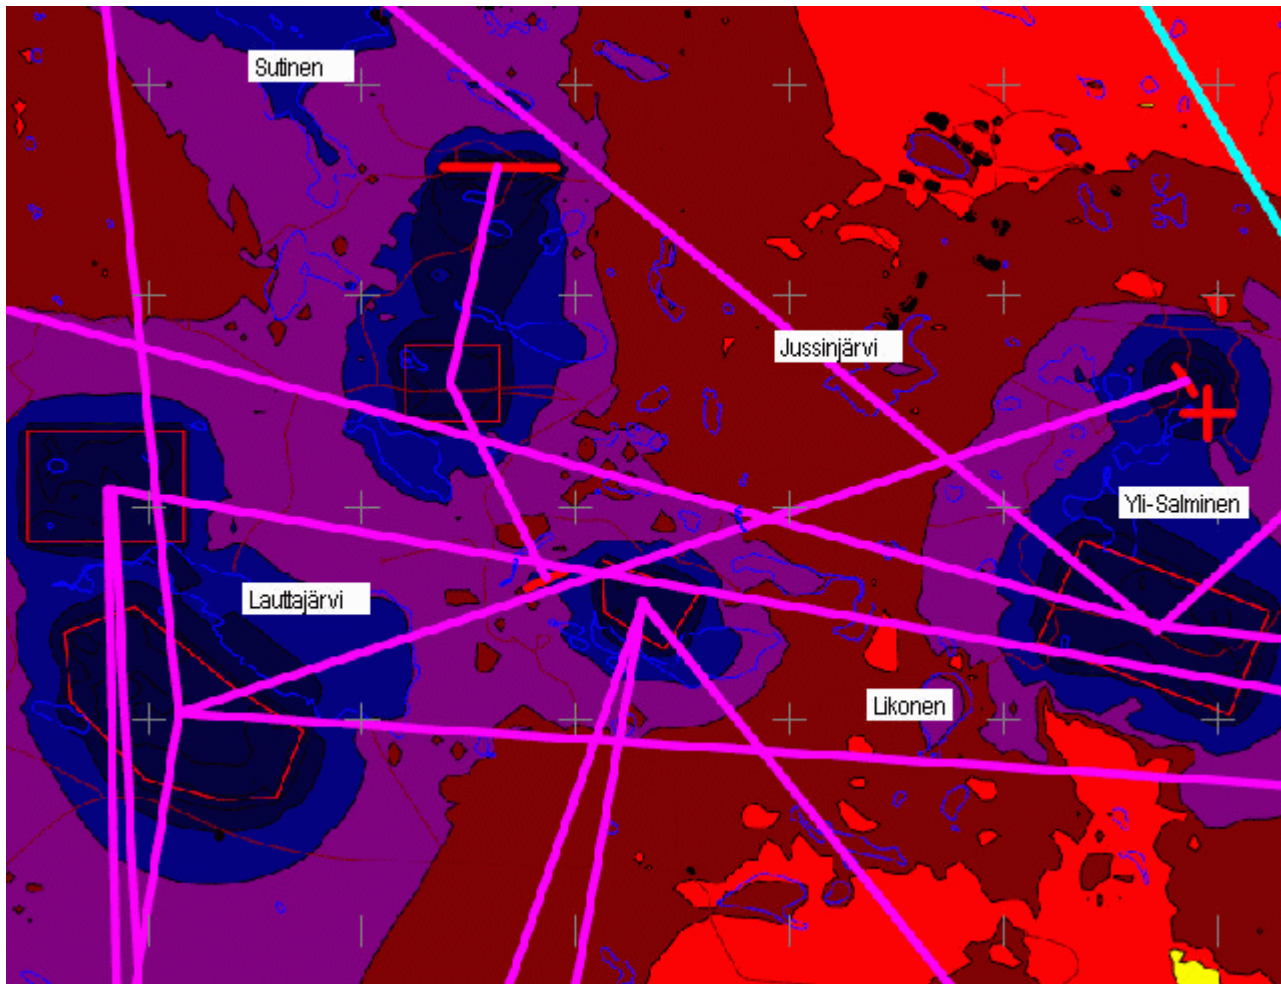 Sutinen
Jussinjärvi
Yli-Salminen
Lauttajärvi
Likonen